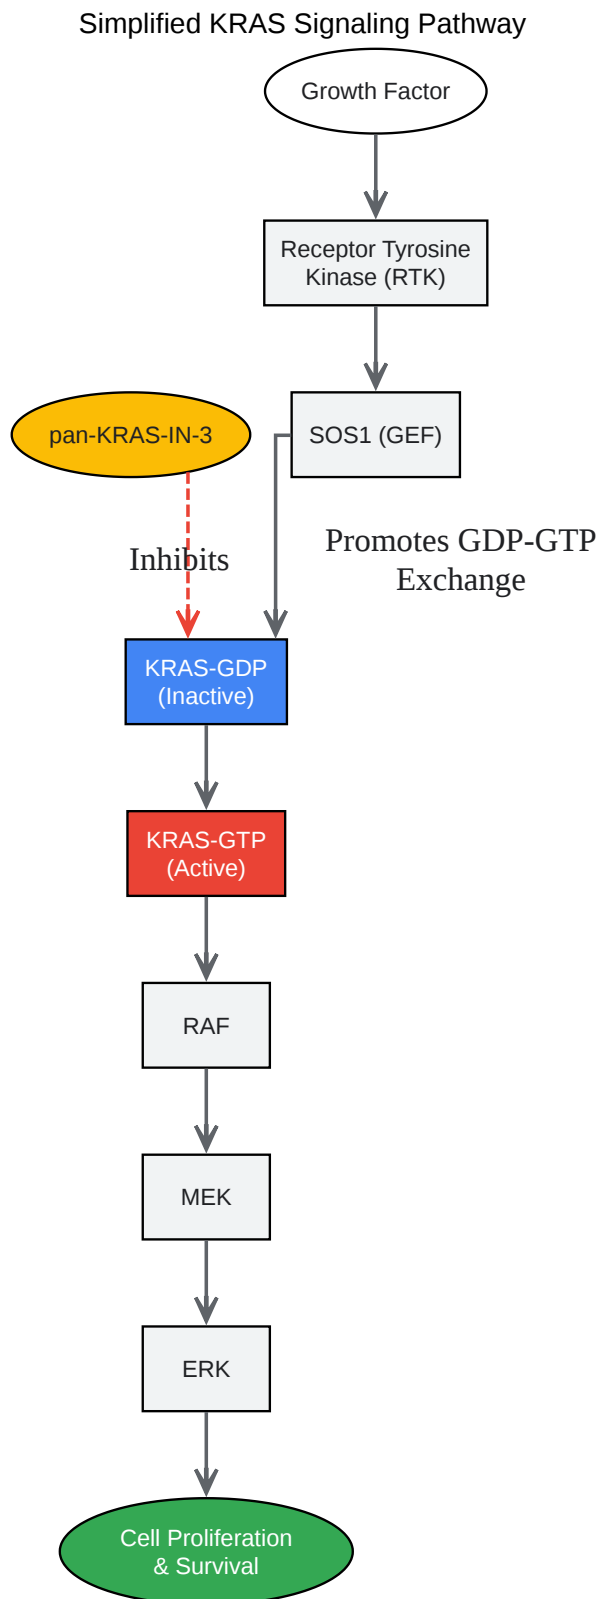 Simplified KRAS Signaling Pathway
Growth Factor
Receptor Tyrosine
Kinase (RTK)
pan-KRAS-IN-3
SOS1 (GEF)
Inhibits
Promotes GDP-GTP
Exchange
KRAS-GDP
(Inactive)
KRAS-GTP
(Active)
RAF
MEK
ERK
Cell Proliferation
& Survival